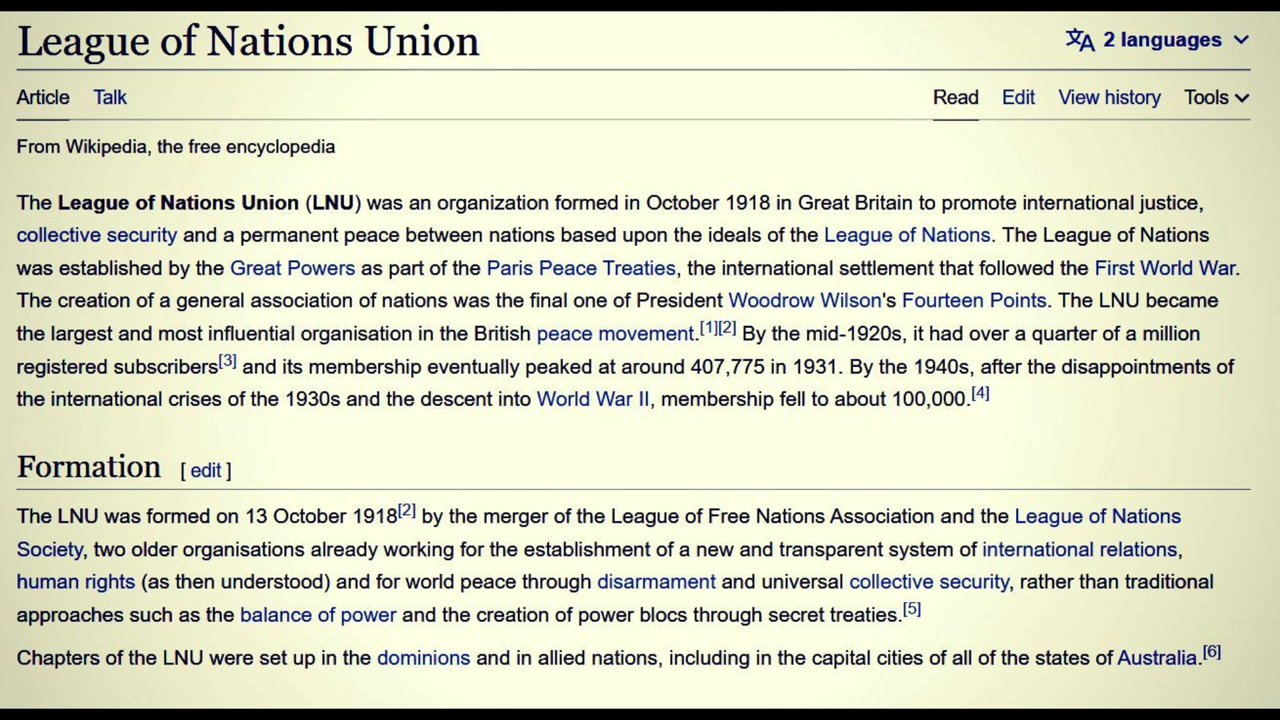 League of Nations Union
2 languages
Article Talk Read Edit View history Tools
From Wikipedia, the free encyclopedia
The League of Nations Union (LNU) was an organization formed in October 1918 in Great Britain to promote international justice,
collective security and a permanent peace between nations based upon the ideals of the League of Nations. The League of Nations
was established by the Great Powers as part of the Paris Peace Treaties, the international settlement that followed the First World War.
The creation of a general association of nations was the final one of President Woodrow Wilson's Fourteen Points. The LNU became
the largest and most influential organisation in the British peace movement.[1][2] By the mid-1920s, it had over a quarter of a million
registered subscribers[3] and its membership eventually peaked at around 407,775 in 1931. By the 1940s, after the disappointments of
the international crises of the 1930s and the descent into World War II, membership fell to about 100,000.[4]
Formation [ edit ]
The LNU was formed on 13 October 1918[2] by the merger of the League of Free Nations Association and the League of Nations
Society, two older organisations already working for the establishment of a new and transparent system of international relations,
human rights (as then understood) and for world peace through disarmament and universal collective security, rather than traditional
approaches such as the balance of power and the creation of power blocs through secret treaties.[5]
Chapters of the LNU were set up in the dominions and in allied nations, including in the capital cities of all of the states of Australia.[6]